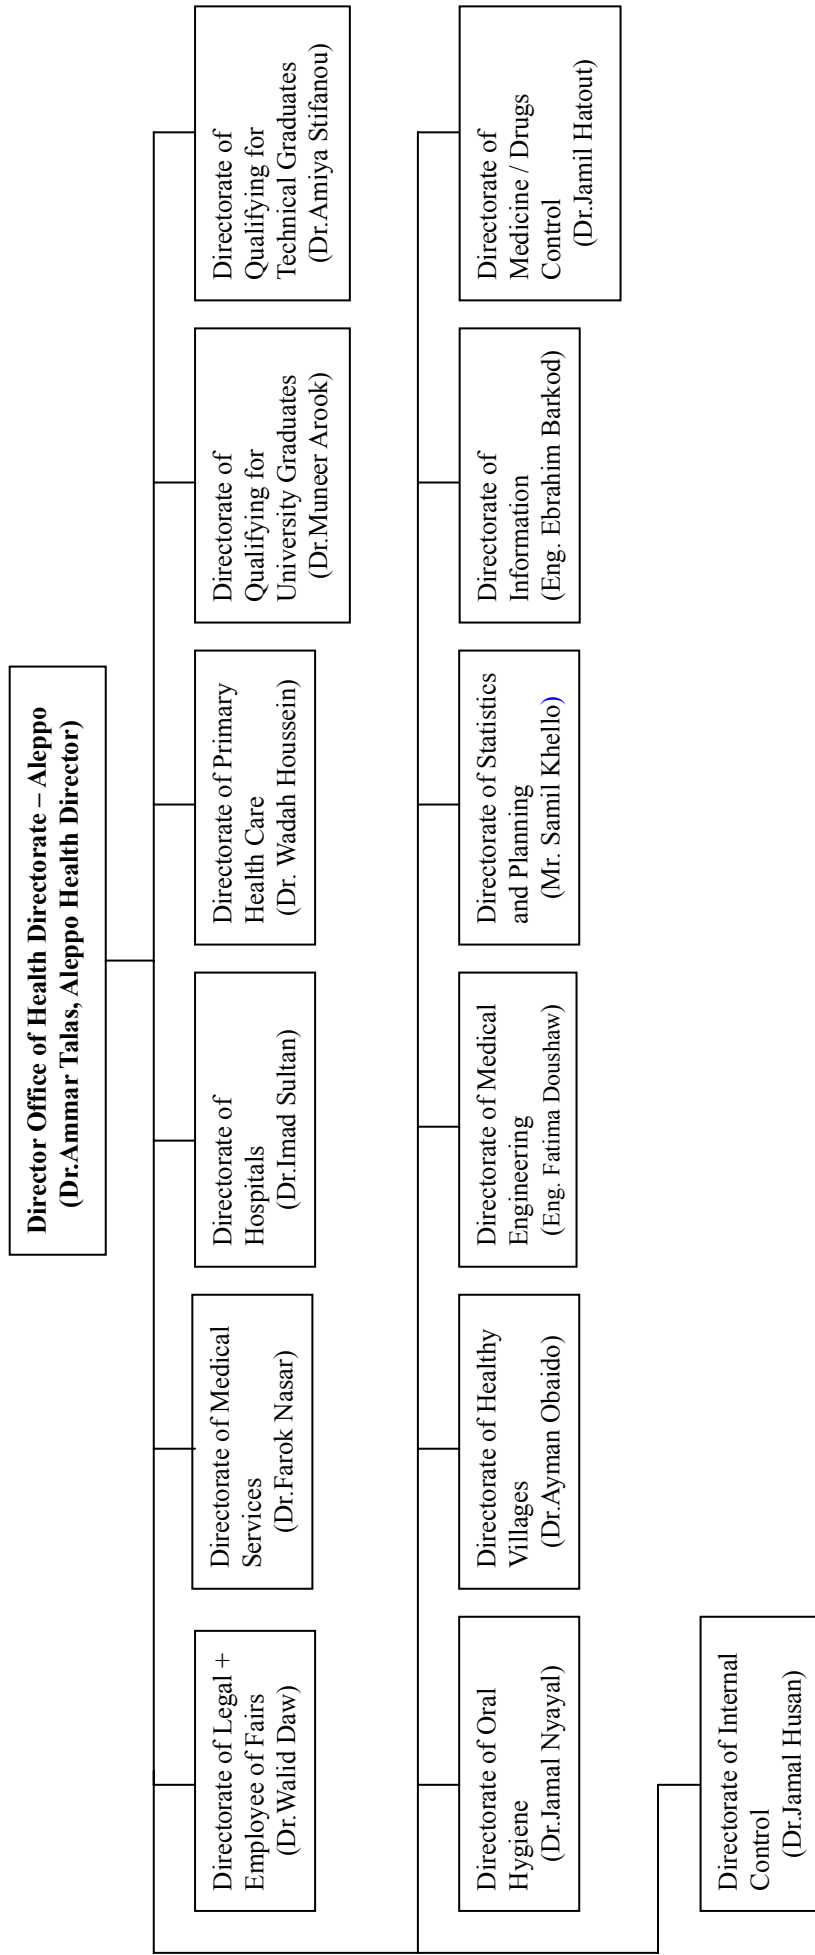 Director Office of Health Directorate – Aleppo
(Dr.Ammar Talas, Aleppo Health Director)
Directorate of Legal +
Employee of Fairs
(Dr.Walid Daw)
Directorate of Medical
Services
(Dr.Farok Nasar)
Directorate of
Hospitals
(Dr.Imad Sultan)
Directorate of Primary
Health Care
(Dr. Wadah Houssein)
Directorate of
Qualifying for
University Graduates
(Dr.Muneer Arook)
Directorate of
Qualifying for
Technical Graduates
(Dr.Amiya Stifanou)
Directorate of Oral
Hygiene
(Dr.Jamal Nyayal)
Directorate of Healthy
Villages
(Dr.Ayman Obaido)
Directorate of Medical
Engineering
(Eng. Fatima Doushaw)
Directorate of Statistics
and Planning
(Mr. Samil Khello)
Directorate of
Information
(Eng. Ebrahim Barkod)
Directorate of
Medicine / Drugs
Control
(Dr.Jamil Hatout)
Directorate of Internal
Control
(Dr.Jamal Husan)